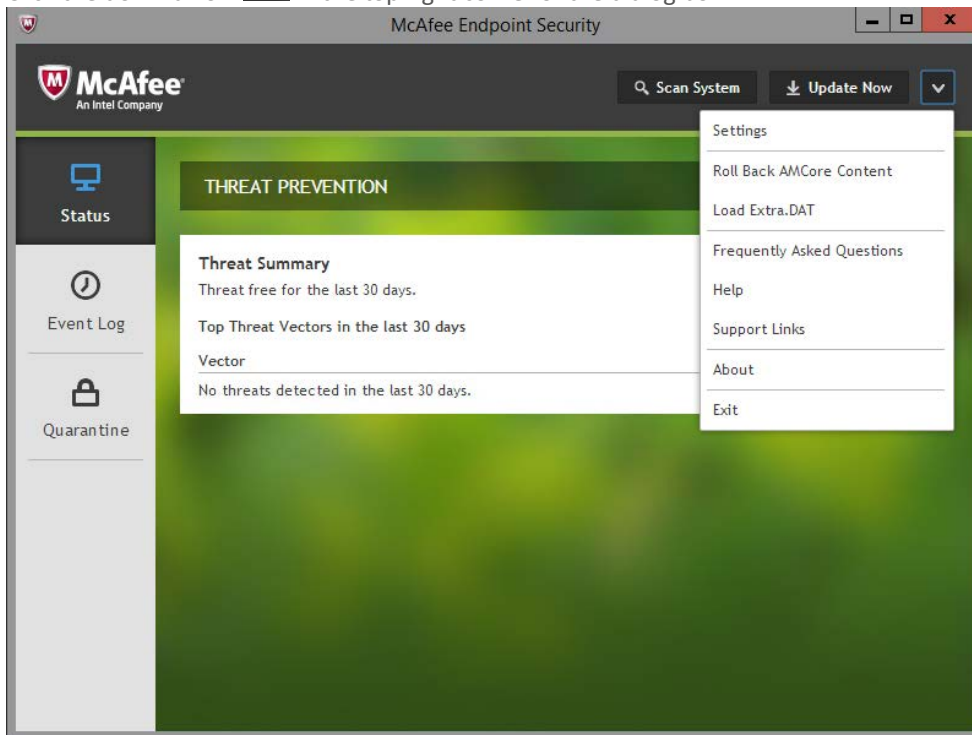 McAfee Endpoint Security
McAfee
An Intel Company
Scan System
Update Now
Settings
Roll Back AMCore Content
Load Extra.DAT
Frequently Asked Questions
Help
Support Links
About
Exit
Status
Event Log
Quarantine
THREAT PREVENTION
Threat Summary
Threat free for the last 30 days.
Top Threat Vectors in the last 30 days
Vector
No threats detected in the last 30 days.